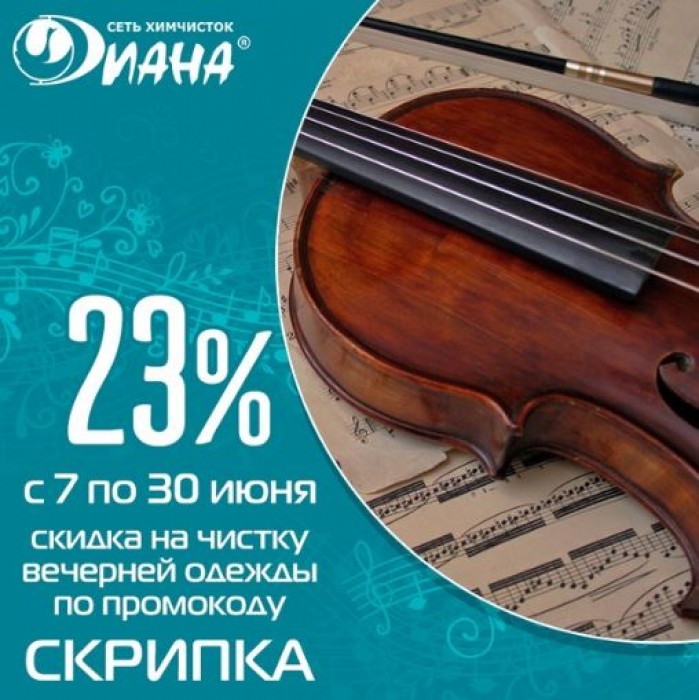 СЕТЬ ХИМЧИСТОК
ДИАНА®
23%
с 7 по 30 июня
скидка на чистку
вечерней одежды
по промокоду
СКРИПКА